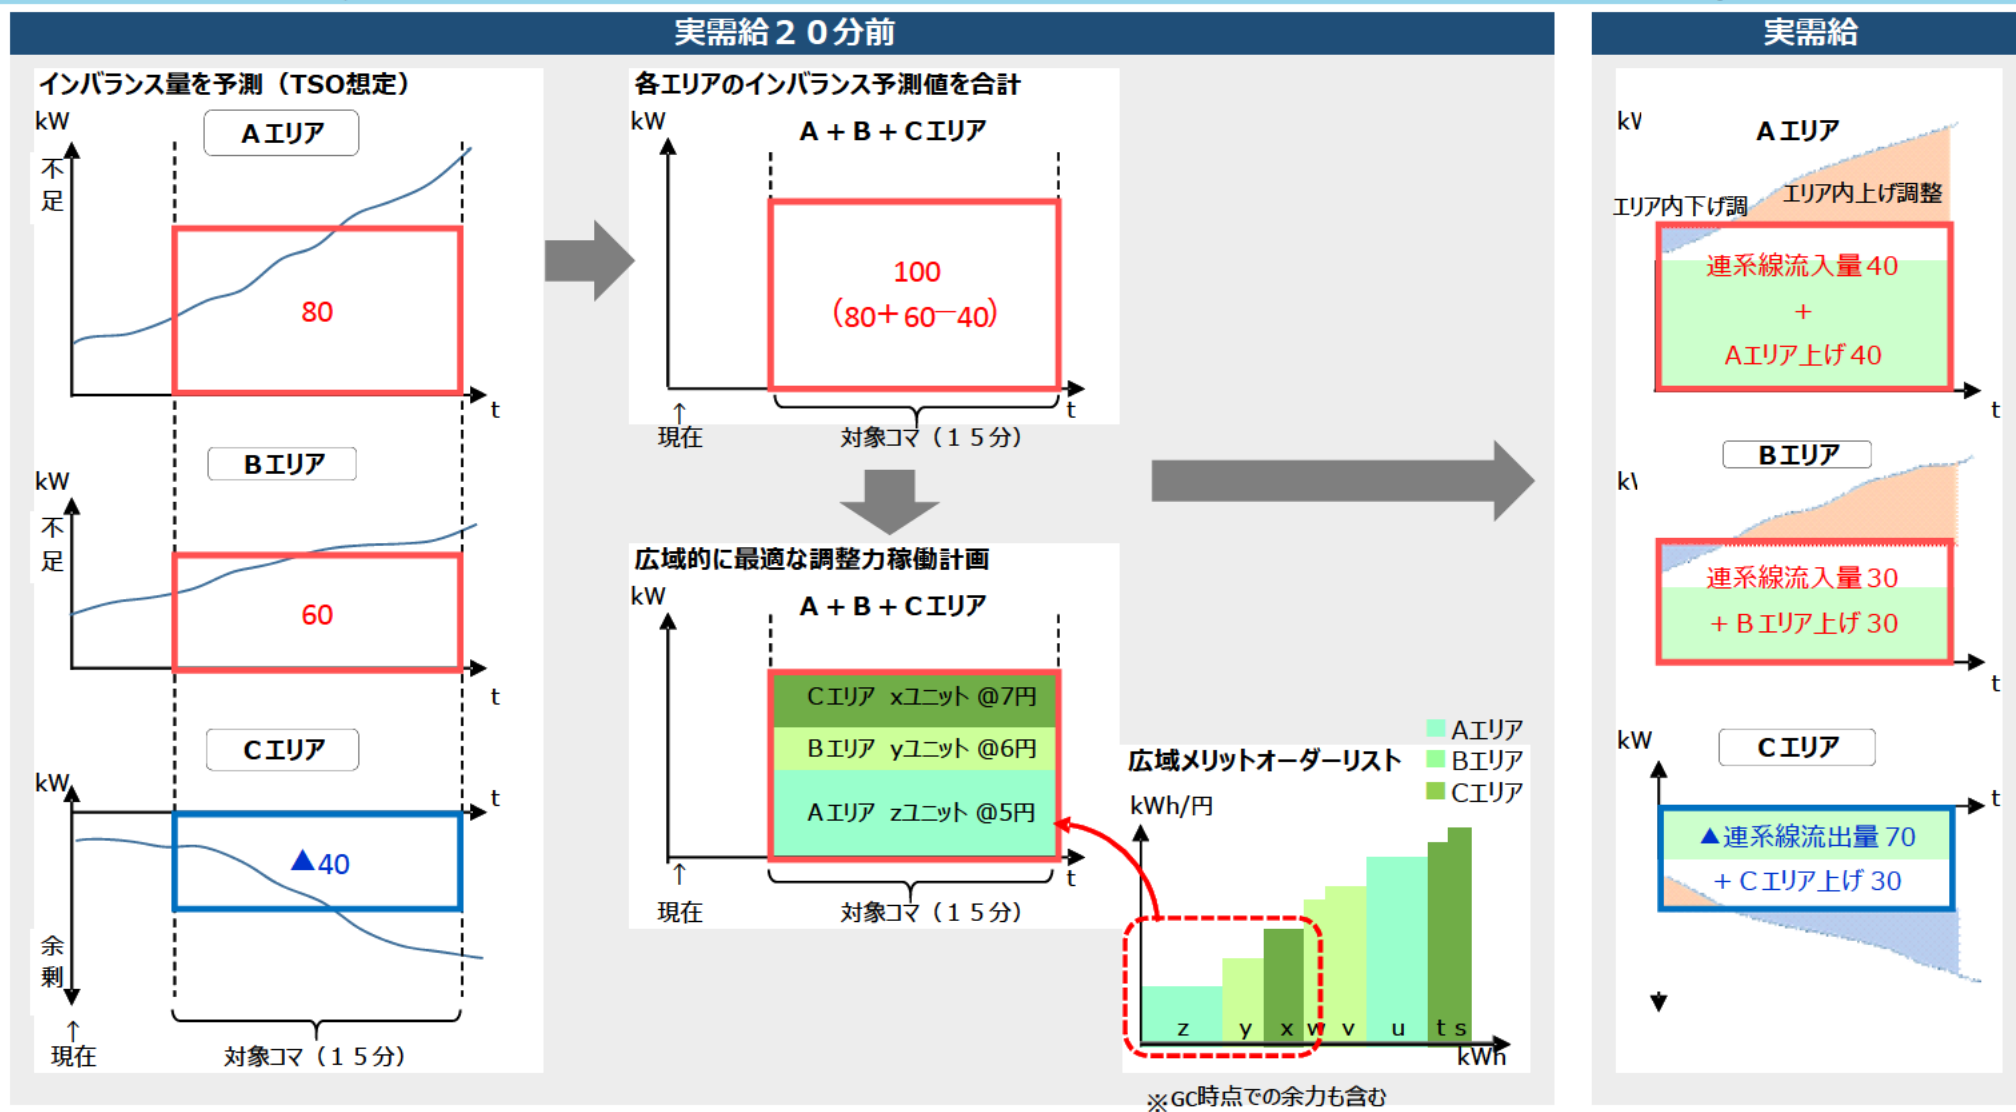 実需給２０分前
インバランス量を予測（TSO想定）
kW
Aエリア
不
足
80
t
Bエリア
kW
不
足
60
t
Cエリア
kW
t
▲40
余
剰
↑
現在
対象コマ（１５分）
各エリアのインバランス予測値を合計
kW
A + B + Cエリア
100
(80＋60－40)
t
↑
現在
対象コマ（１５分）
広域的に最適な調整力稼働計画
kW
A + B + Cエリア
Cエリア xユニット @7円
Bエリア yユニット @6円
Aエリア zユニット @5円
t
↑
現在
対象コマ（１５分）
Aエリア
Bエリア
Cエリア
広域メリットオーダーリスト
kWh/円
z y x w v u t s
kWh
※GC時点での余力も含む
実需給
Aエリア
エリア内上げ調整
エリア内下げ調
連系線流入量40
+
Aエリア上げ40
t
Bエリア
連系線流入量30
+ Bエリア上げ30
t
kW
Cエリア
t
▲連系線流出量70
+ Cエリア上げ30